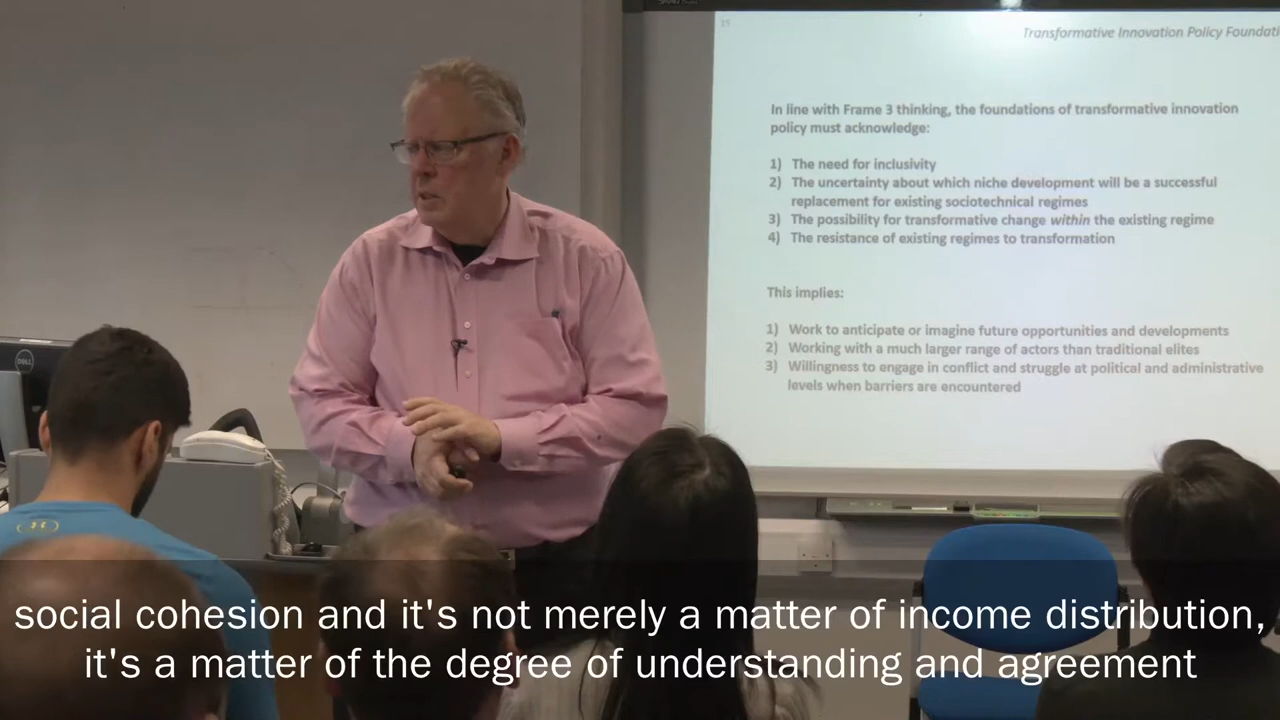 15
Transformative Innovation Policy Foundati
In line with Frame 3 thinking, the foundations of transformative innovation
policy must acknowledge:
1) The need for inclusivity
2) The uncertainty about which niche development will be a successful
replacement for existing sociotechnical regimes
3) The possibility for transformative change within the existing regime
4) The resistance of existing regimes to transformation
This implies:
1) Work to anticipate or imagine future opportunities and developments
2) Working with a much larger range of actors than traditional elites
3) Willingness to engage in conflict and struggle at political and administrative
levels when barriers are encountered
DELL
social cohesion and it's not merely a matter of income distribution,
it's a matter of the degree of understanding and agreement